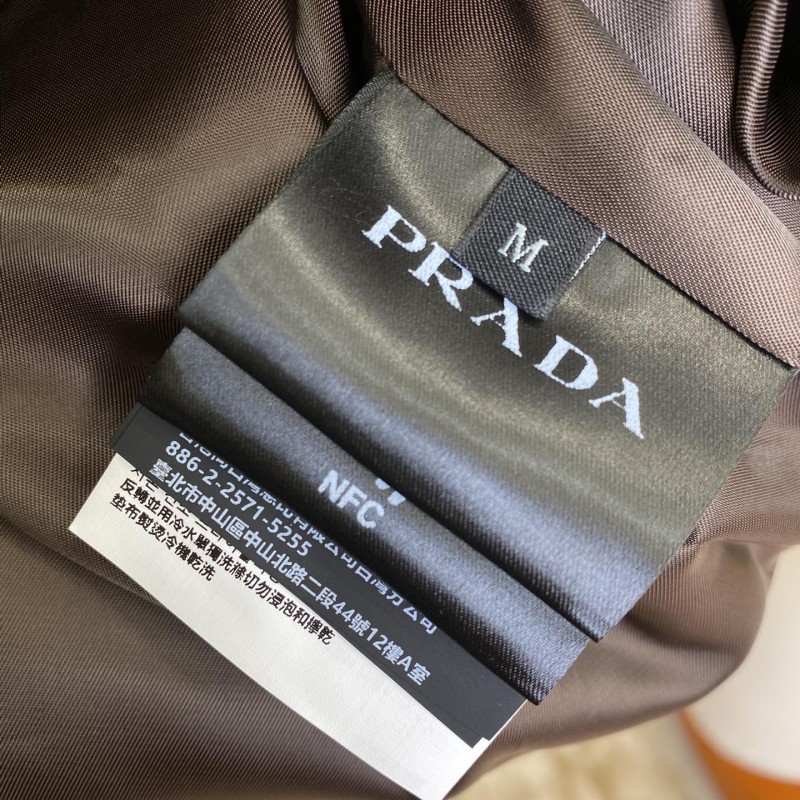 M
PRADA
NFC
886-2-2571-5255
臺北市中山區中山北路二段44號12樓A室
反轉並用冷水單獨洗滌切勿浸泡和擰乾
墊布熨燙冷機乾洗